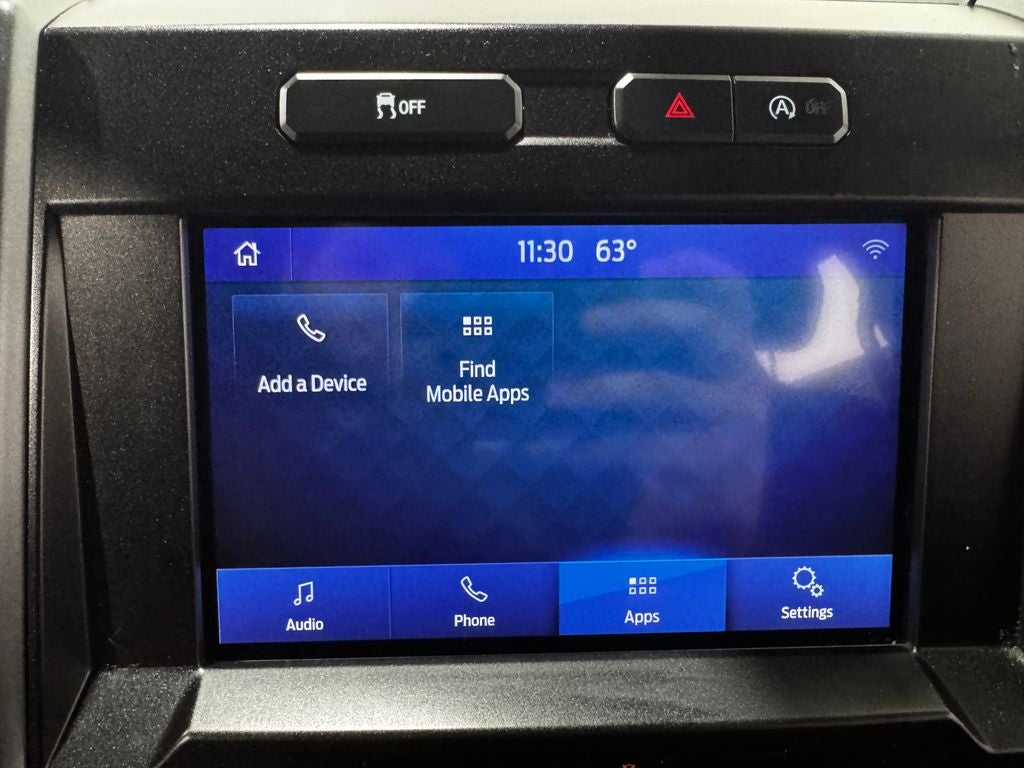 OFF
A
11:30 63°
Add a Device
Find
Mobile Apps
Audio
Phone
Apps
Settings